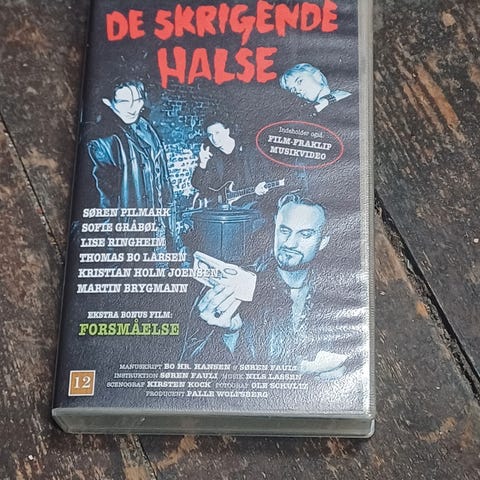 DE SKRIGENDE
HALSE
Indeholder også:
FILM-FRAKLIP
MUSIKVIDEO
SØREN PILMARK
SOFIE GRÅBØL
LISE RINGHEIM
THOMAS BO LARSEN
KRISTIAN HOLM JOENSEN
MARTIN BRYGMANN
EKSTRA BONUS FILM:
FORSMÅELSE
MANUSKRIPT BO HR. HANSEN & SØREN FAULI
INSTRUKTION SØREN FAULI MUSIK NILS LASSEN
SCENOGRAF KIRSTEN KOCK FOTOGRAF OLE SCHULTZ
PRODUCENT PALLE WOLFSBERG
12